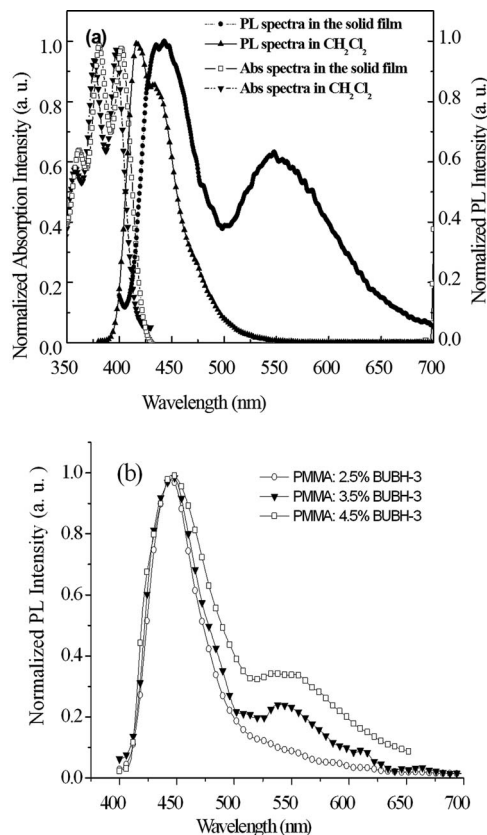 (a)
PL spectra in the solid film
PL spectra in CH₂Cl₂
Abs spectra in the solid film
Abs spectra in CH₂Cl₂
Normalized Absorption Intensity (a. u.)
1.0
0.8
0.6
0.4
0.2
0.0
Normalized PL Intensity (a. u.)
1.0
0.8
0.6
0.4
0.2
0.0
350 400 450 500 550 600 650 700
Wavelength (nm)
(b)
PMMA: 2.5% BUBH-3
PMMA: 3.5% BUBH-3
PMMA: 4.5% BUBH-3
Normalized PL Intensity (a. u.)
1.0
0.8
0.6
0.4
0.2
0.0
400 450 500 550 600 650 700
Wavelength (nm)